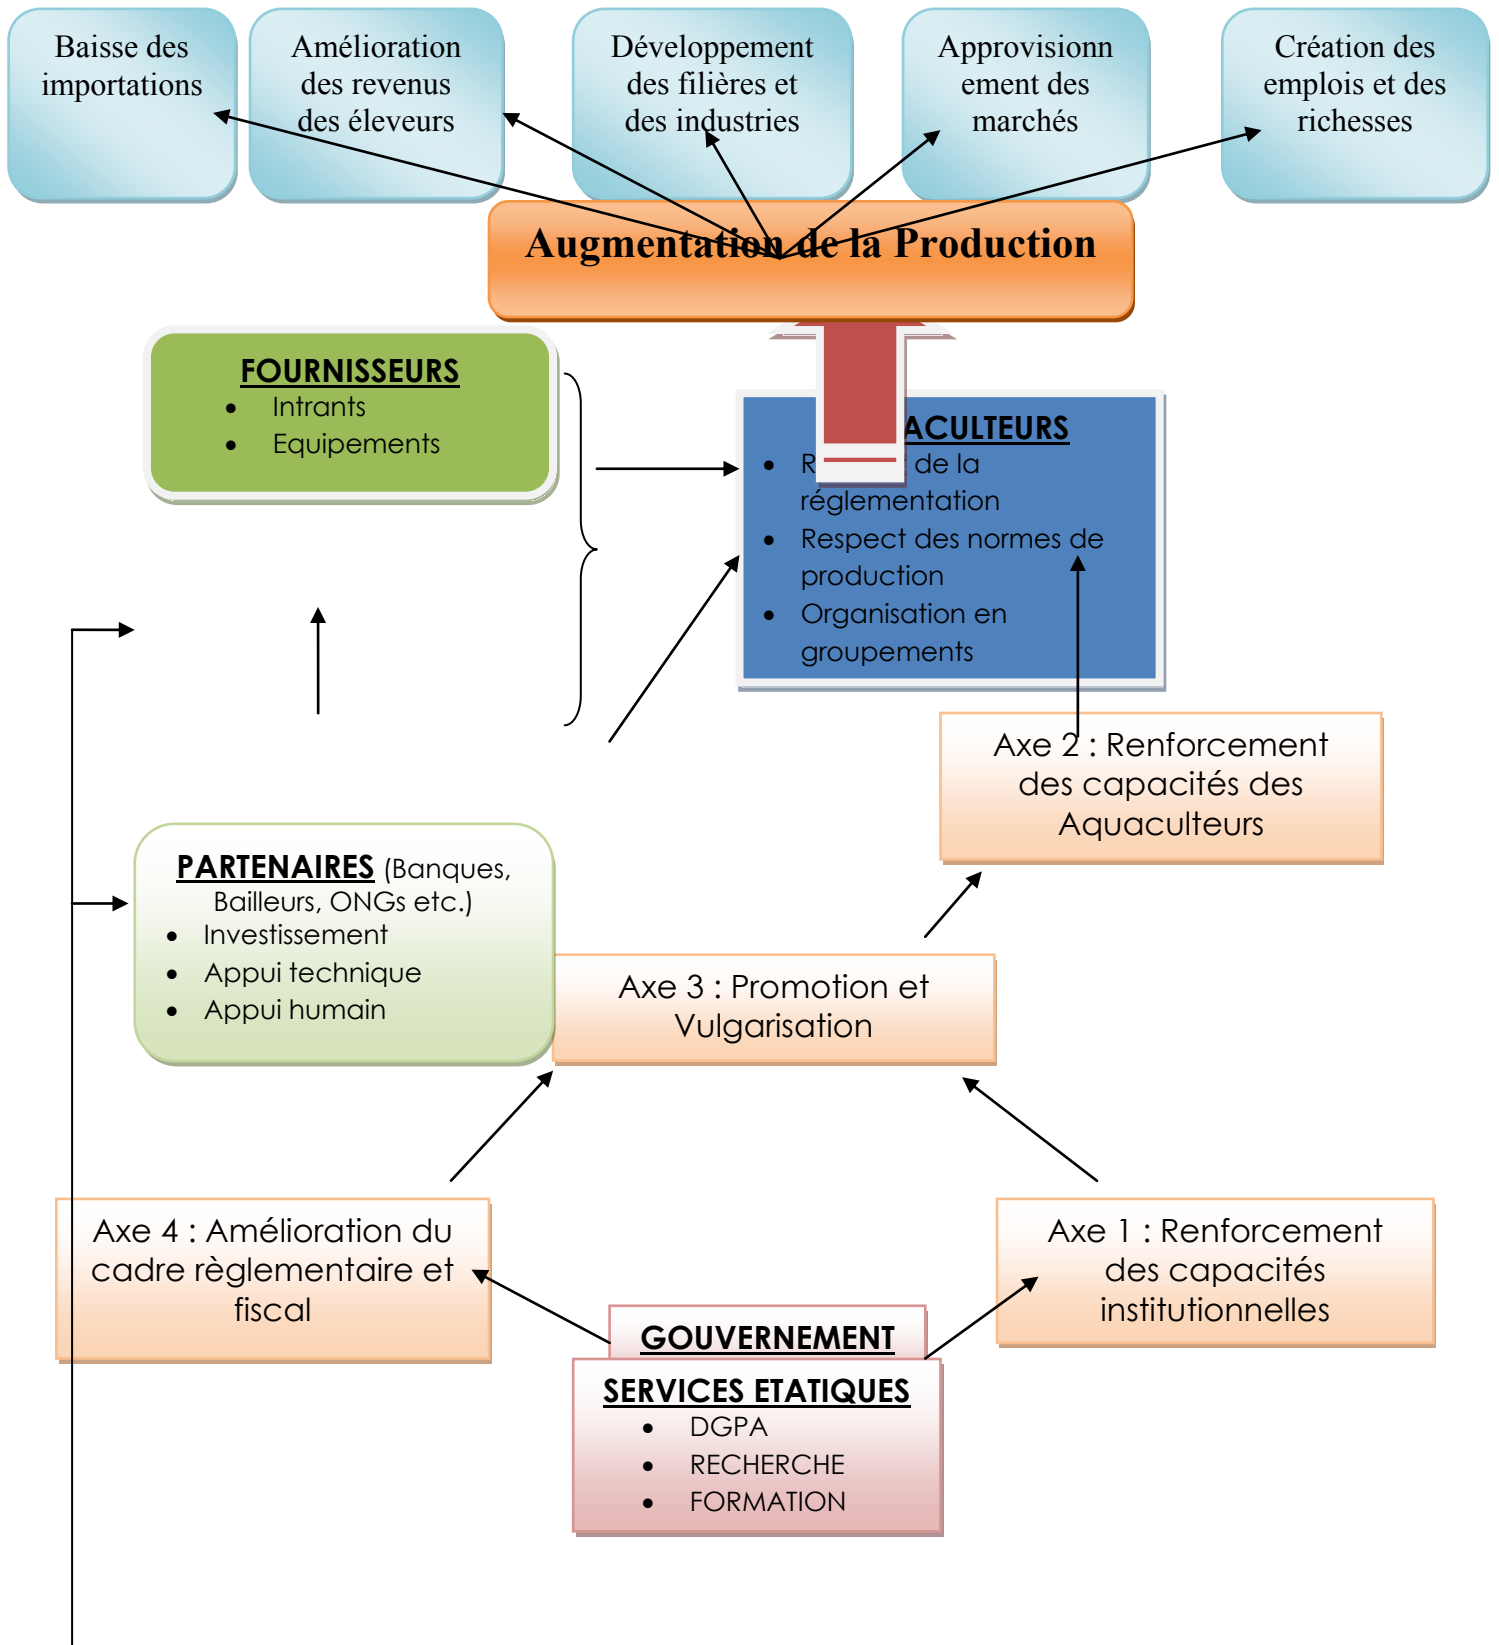 Baisse des
importations
Amélioration
des revenus
des éleveurs
Développement
des filières et
des industries
Approvisionn
ement des
marchés
Création des
emplois et des
richesses
Augmentation de la Production
FOURNISSEURS
• Intrants
• Equipements
ACULTEURS
• R de la
réglementation
• Respect des normes de
production
• Organisation en
groupements
Axe 2 : Renforcement
des capacités des
Aquaculteurs
PARTENAIRES (Banques,
Bailleurs, ONGs etc.)
• Investissement
• Appui technique
• Appui humain
Axe 3 : Promotion et
Vulgarisation
Axe 4 : Amélioration du
cadre règlementaire et
fiscal
Axe 1 : Renforcement
des capacités
institutionnelles
GOUVERNEMENT
SERVICES ETATIQUES
• DGPA
• RECHERCHE
• FORMATION